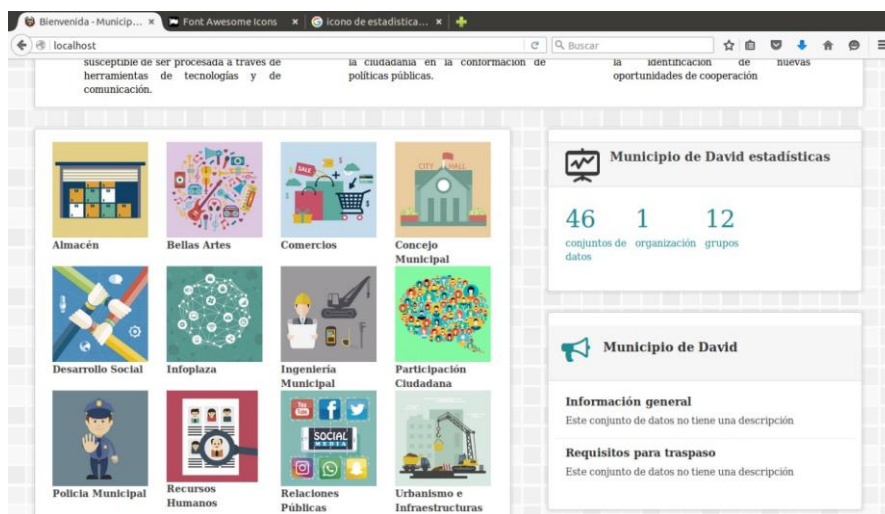 Bienvenida - Municip... ×
Font Awesome Icons ×
icono de estadistica... ×
localhost
Buscar
susceptible de ser procesada a través de
herramientas de tecnologías y de
comunicación.
la ciudadanía en la conformación de
políticas públicas.
la identificación de nuevas
oportunidades de cooperación
Almacén
Bellas Artes
SALE
Comercios
CITY HALL
Concejo
Municipal
Desarrollo Social
Infoplaza
Ingeniería
Municipal
Participación
Ciudadana
Policia Municipal
Recursos
Humanos
You
Tube
SOCIAL
MEDIA
Relaciones
Públicas
Urbanismo e
Infraestructuras
Municipio de David estadísticas
46 1 12
conjuntos de organización grupos
datos
Municipio de David
Información general
Este conjunto de datos no tiene una descripción
Requisitos para traspaso
Este conjunto de datos no tiene una descripción